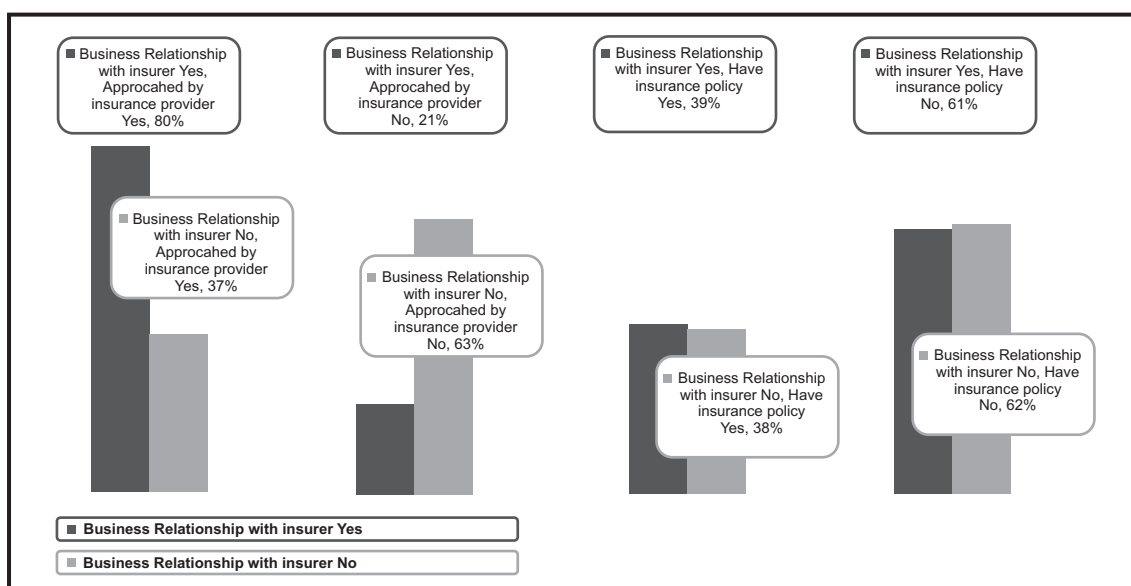 Business Relationship
with insurer Yes,
Approcahed by
insurance provider
Yes, 80%
Business Relationship
with insurer No,
Approcahed by
insurance provider
Yes, 37%
Business Relationship
with insurer Yes,
Approcahed by
insurance provider
No, 21%
Business Relationship
with insurer No,
Approcahed by
insurance provider
No, 63%
Business Relationship
with insurer Yes, Have
insurance policy
Yes, 39%
Business Relationship
with insurer No, Have
insurance policy
Yes, 38%
Business Relationship
with insurer Yes, Have
insurance policy
No, 61%
Business Relationship
with insurer No, Have
insurance policy
No, 62%
Business Relationship with insurer Yes
Business Relationship with insurer No